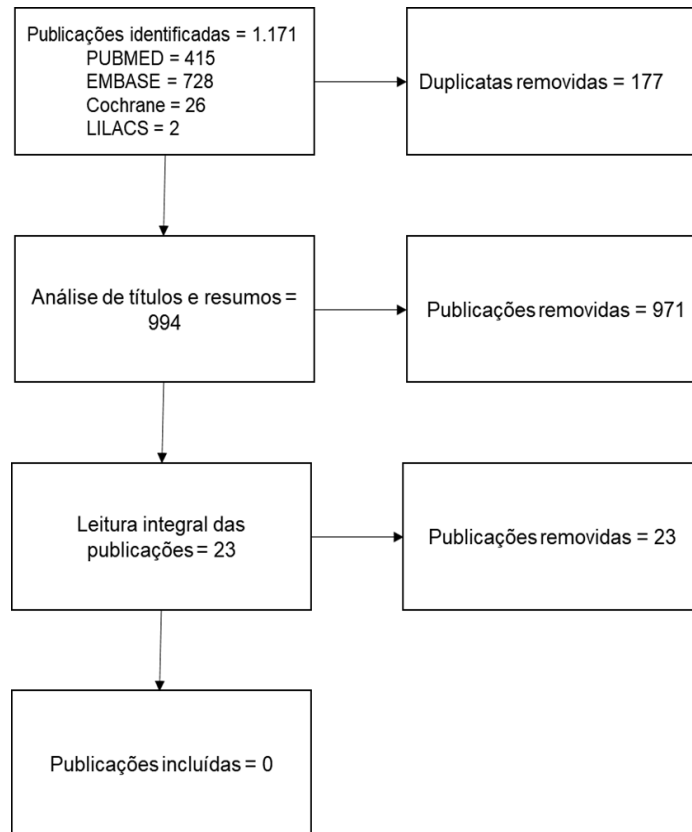 Publicações identificadas = 1.171
PUBMED = 415
EMBASE = 728
Cochrane = 26
LILACS = 2
Duplicatas removidas = 177
Análise de títulos e resumos =
994
Publicações removidas = 971
Leitura integral das
publicações = 23
Publicações removidas = 23
Publicações incluídas = 0